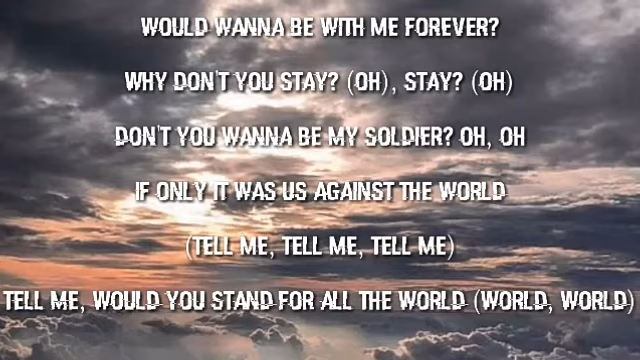 WOULD WANNA BE WITH ME FOREVER?
WHY DON'T YOU STAY? (OH), STAY? (OH)
DON'T YOU WANNA BE MY SOLDIER? OH, OH
IF ONLY IT WAS US AGAINST THE WORLD
(TELL ME, TELL ME, TELL ME)
TELL ME, WOULD YOU STAND FOR ALL THE WORLD (WORLD, WORLD)